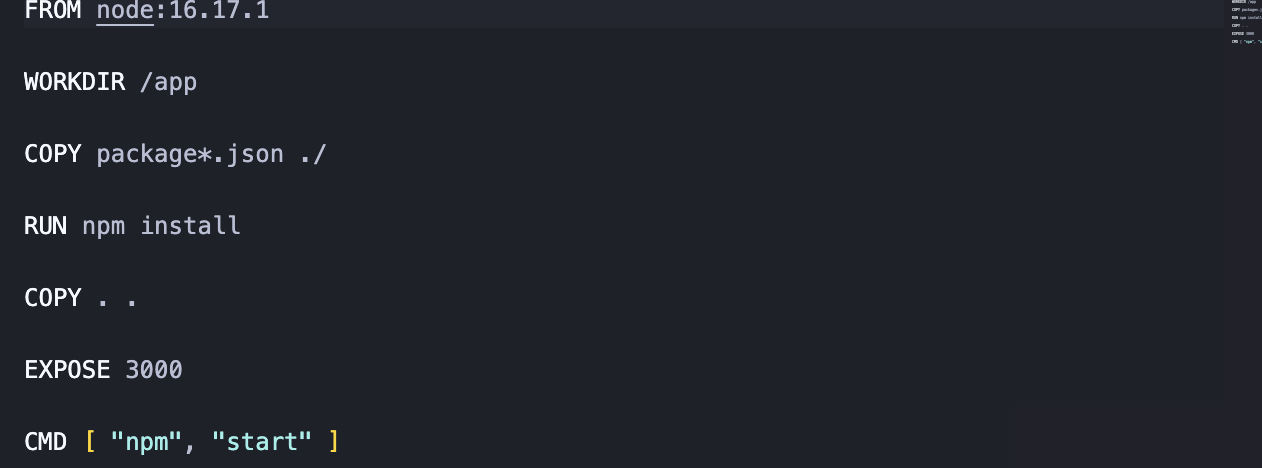 FROM node:16.17.1
WORKDIR /app
COPY package*.json ./
RUN npm install
COPY . .
EXPOSE 3000
CMD [ "npm", "start" ]